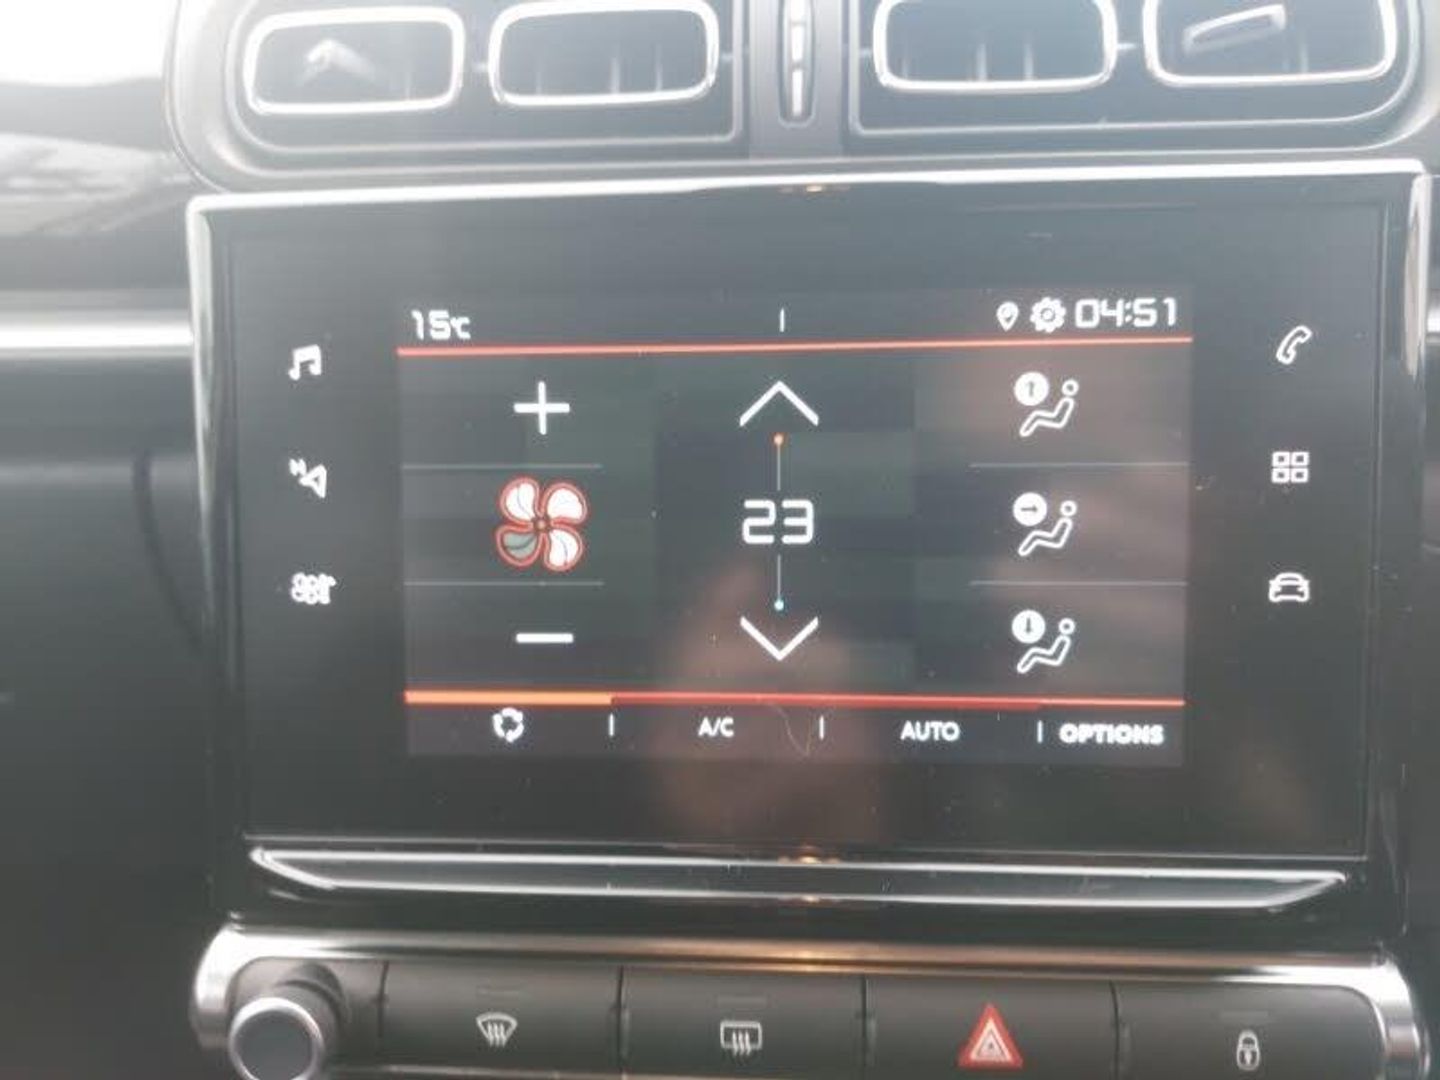 15°C 04:51
N
23
A/C AUTO OPTIONS